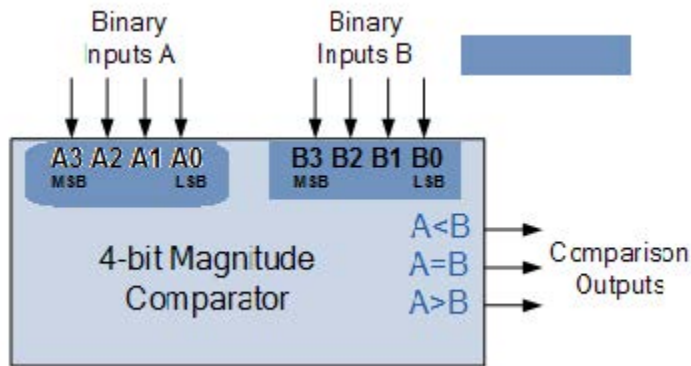 Binary
Inputs A
Binary
Inputs B
A3 A2 A1 A0
MSB LSB
B3 B2 B1 B0
MSB LSB
A<B
A=B
A>B
4-bit Magnitude
Comparator
Comparison
Outputs